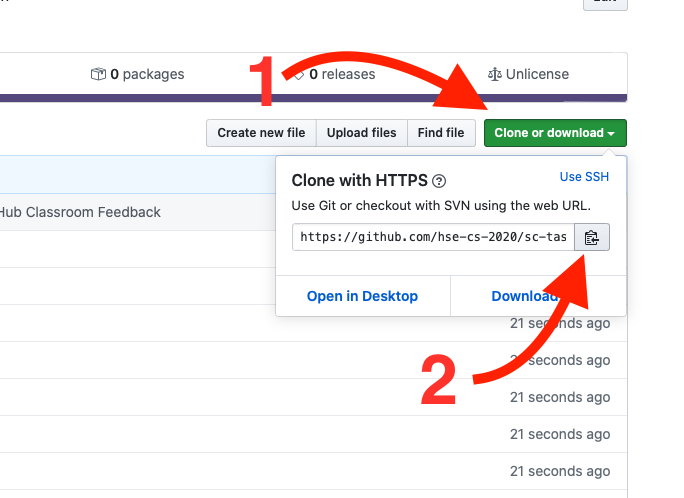 0 packages
1
0 releases
Unlicense
Create new file
Upload files
Find file
Clone or download
Clone with HTTPS
Use SSH
Use Git or checkout with SVN using the web URL.
Hub Classroom Feedback
https://github.com/hse-cs-2020/sc-tas
Open in Desktop
Download
21 seconds ago
2
21 seconds ago
21 seconds ago
21 seconds ago
21 seconds ago